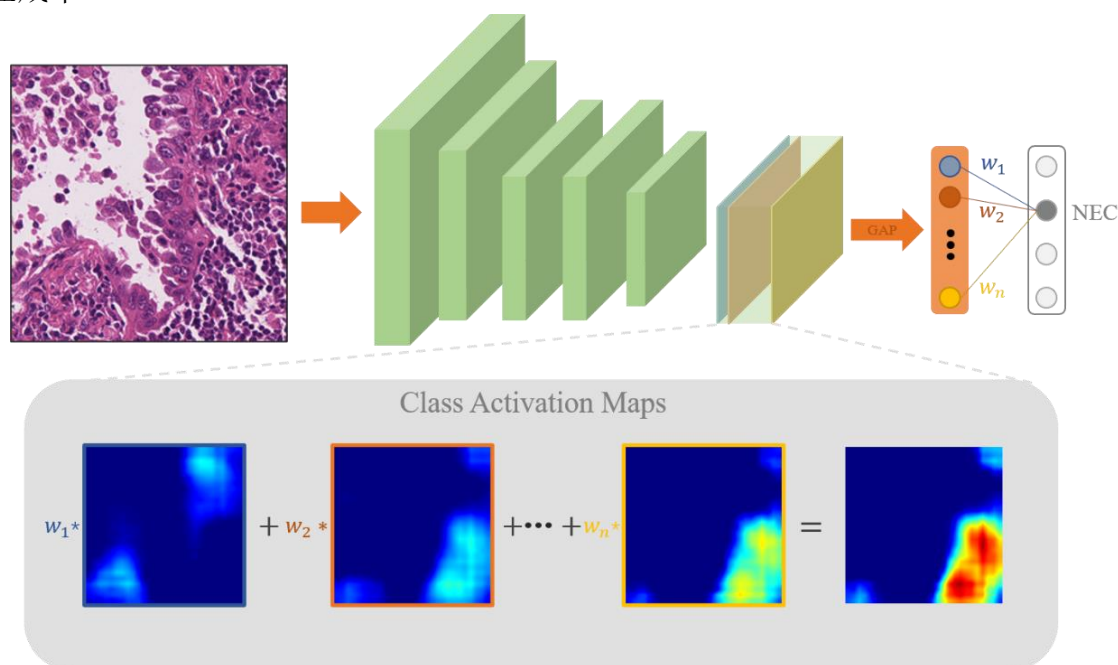 w₁
w₂
GAP
NEC
wₙ
Class Activation Maps
w₁* + w₂ * +••• + wₙ* =